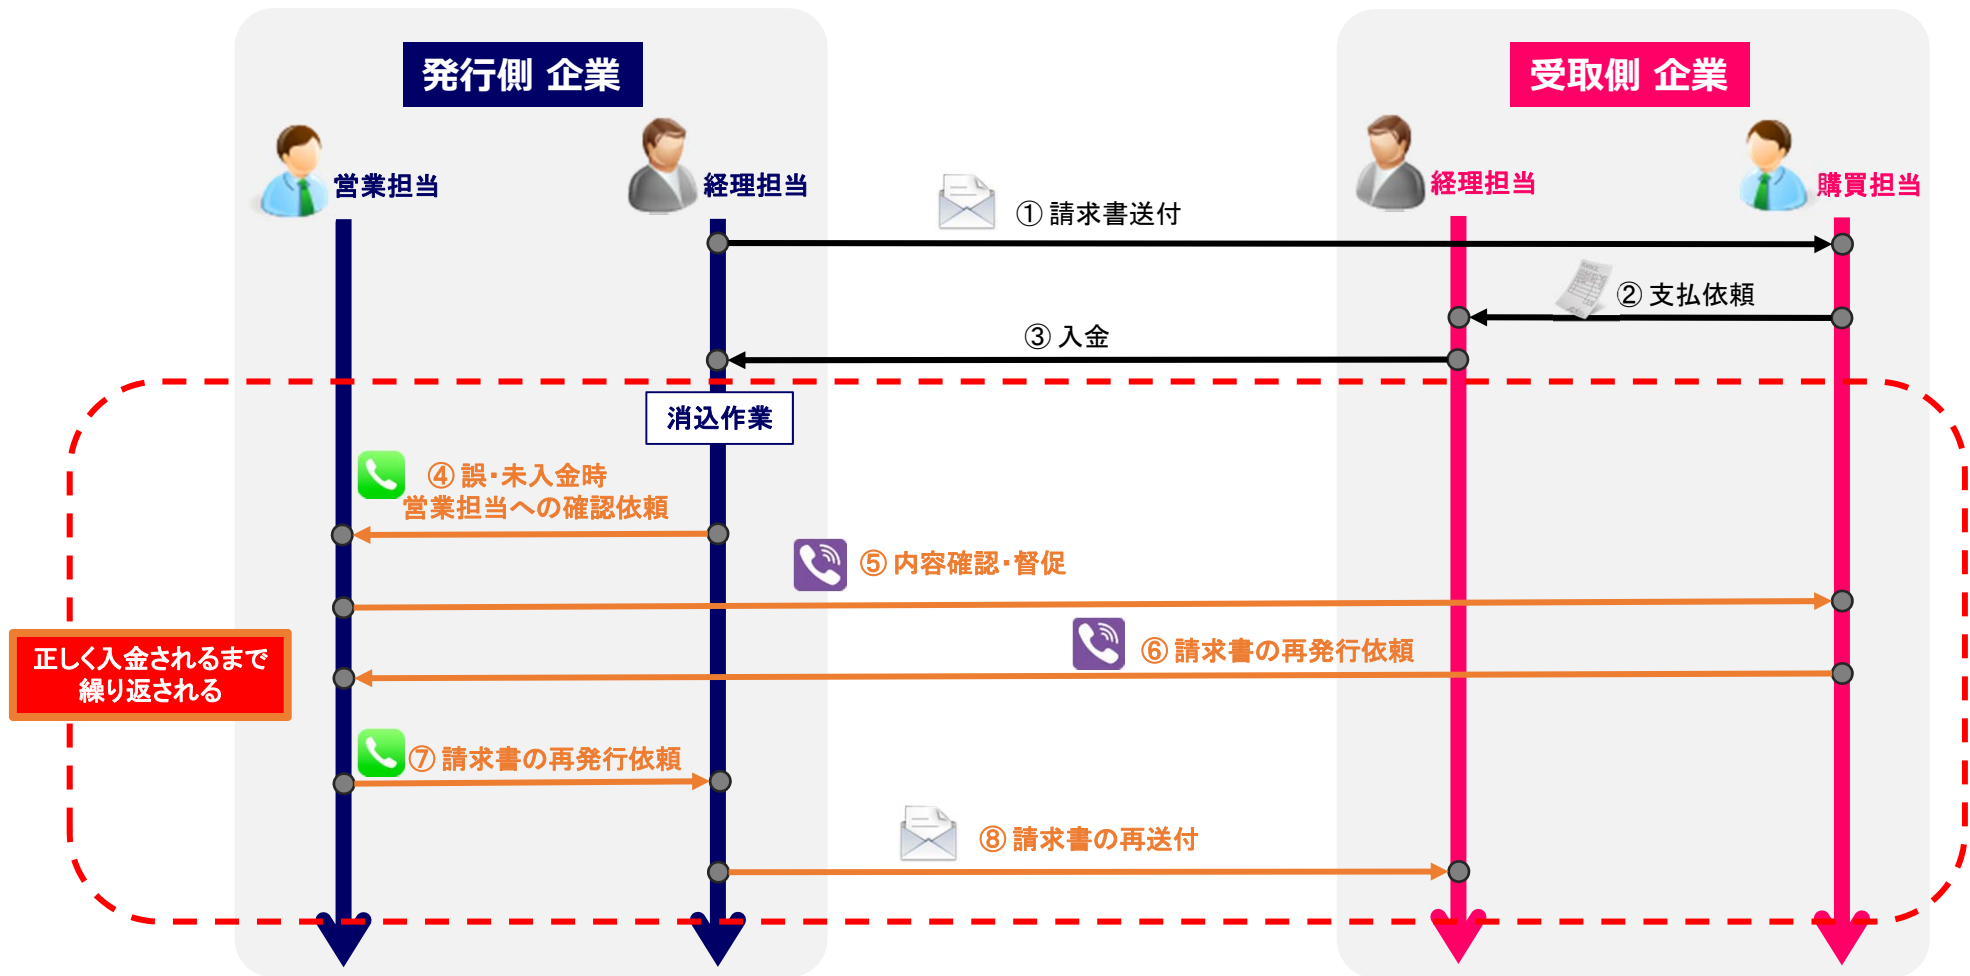 発行側 企業
受取側 企業
営業担当
経理担当
経理担当
購買担当
① 請求書送付
② 支払依頼
③ 入金
消込作業
④ 誤・未入金時
営業担当への確認依頼
⑤ 内容確認・督促
⑥ 請求書の再発行依頼
正しく入金されるまで
繰り返される
⑦ 請求書の再発行依頼
⑧ 請求書の再送付